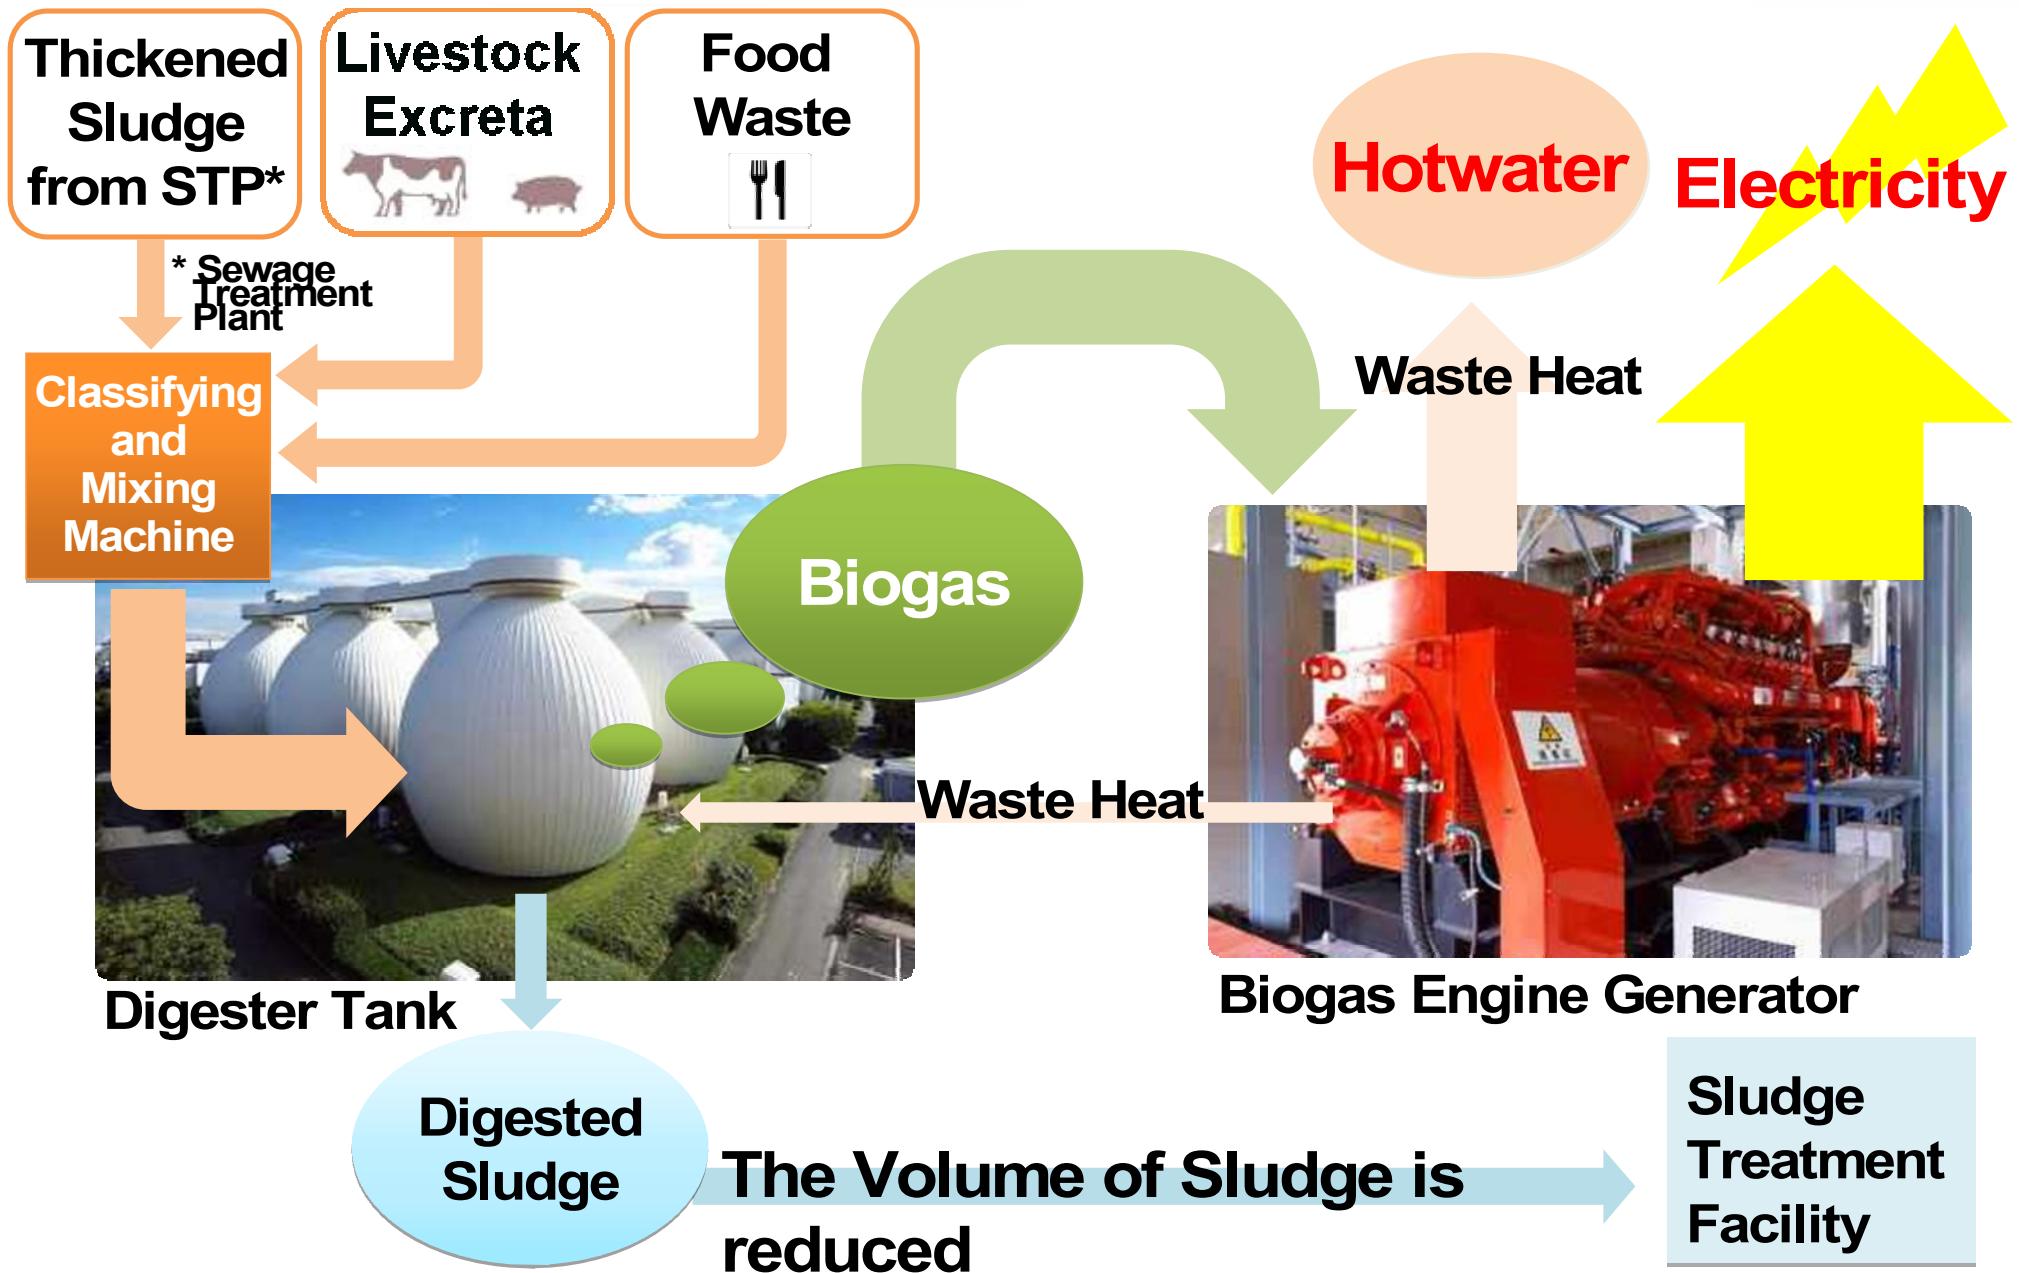 Thickened
Sludge
from STP*
Livestock
Excreta
Food
Waste
* Sewage
Treatment
Plant
Classifying
and
Mixing
Machine
Biogas
Hotwater
Electricity
Waste Heat
Waste Heat
Digester Tank
Biogas Engine Generator
Digested
Sludge
The Volume of Sludge is
reduced
Sludge
Treatment
Facility